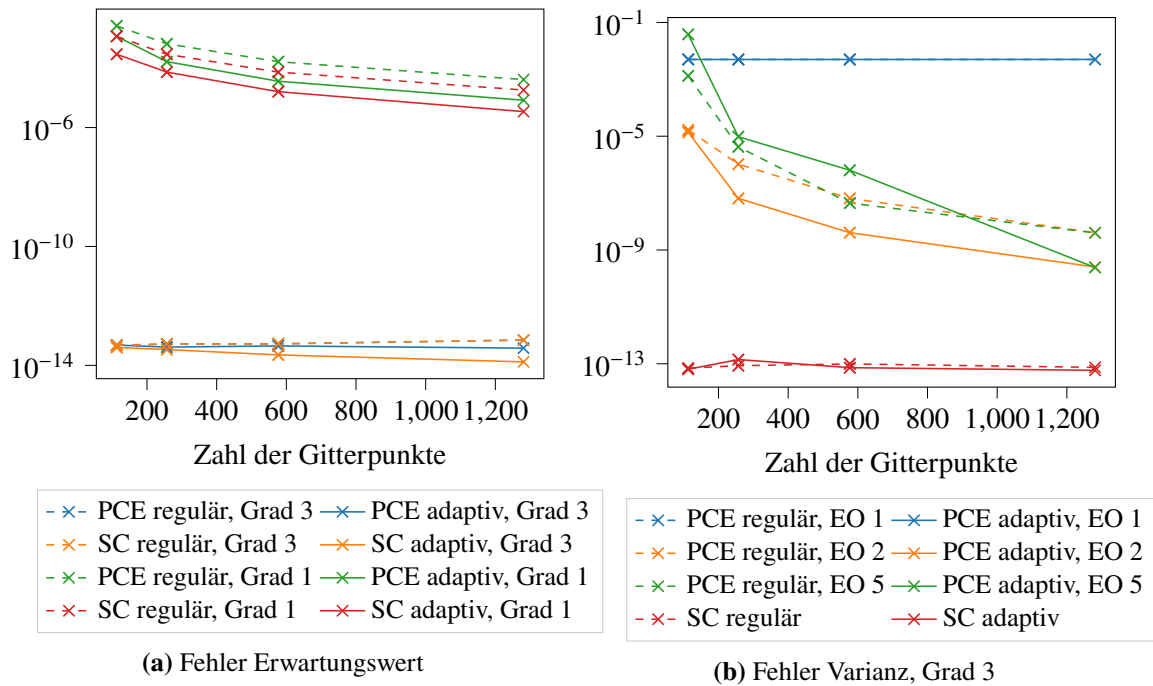 10⁻⁶
10⁻¹⁰
10⁻¹⁴
200 400 600 800 1,000 1,200
Zahl der Gitterpunkte
PCE regulär, Grad 3 PCE adaptiv, Grad 3
SC regulär, Grad 3 SC adaptiv, Grad 3
PCE regulär, Grad 1 PCE adaptiv, Grad 1
SC regulär, Grad 1 SC adaptiv, Grad 1
(a) Fehler Erwartungswert
10⁻¹
10⁻⁵
10⁻⁹
10⁻¹³
200 400 600 800 1,000 1,200
Zahl der Gitterpunkte
PCE regulär, EO 1 PCE adaptiv, EO 1
PCE regulär, EO 2 PCE adaptiv, EO 2
PCE regulär, EO 5 PCE adaptiv, EO 5
SC regulär SC adaptiv
(b) Fehler Varianz, Grad 3